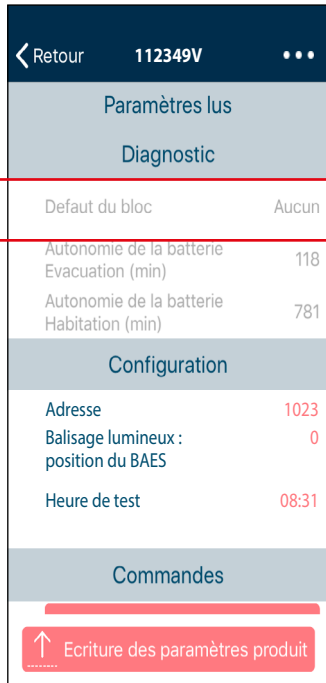 Retour 112349V •••
Paramètres lus
Diagnostic
Defaut du bloc Aucun
Autonomie de la batterie
Evacuation (min) 118
Autonomie de la batterie
Habitation (min) 781
Configuration
Adresse 1023
Balisage lumineux : 0
position du BAES
Heure de test 08:31
Commandes
Ecriture des paramètres produit